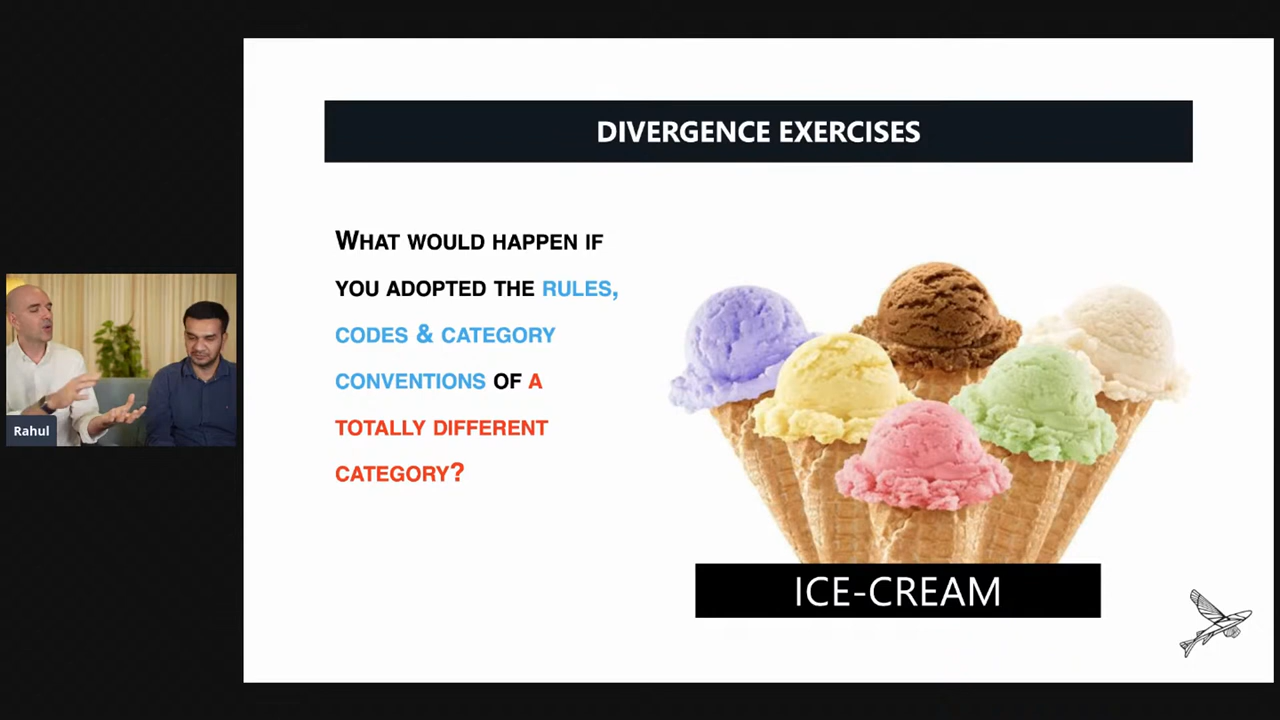 DIVERGENCE EXERCISES
WHAT WOULD HAPPEN IF
YOU ADOPTED THE RULES,
CODES & CATEGORY
CONVENTIONS OF A
TOTALLY DIFFERENT
CATEGORY?
ICE-CREAM
Rahul